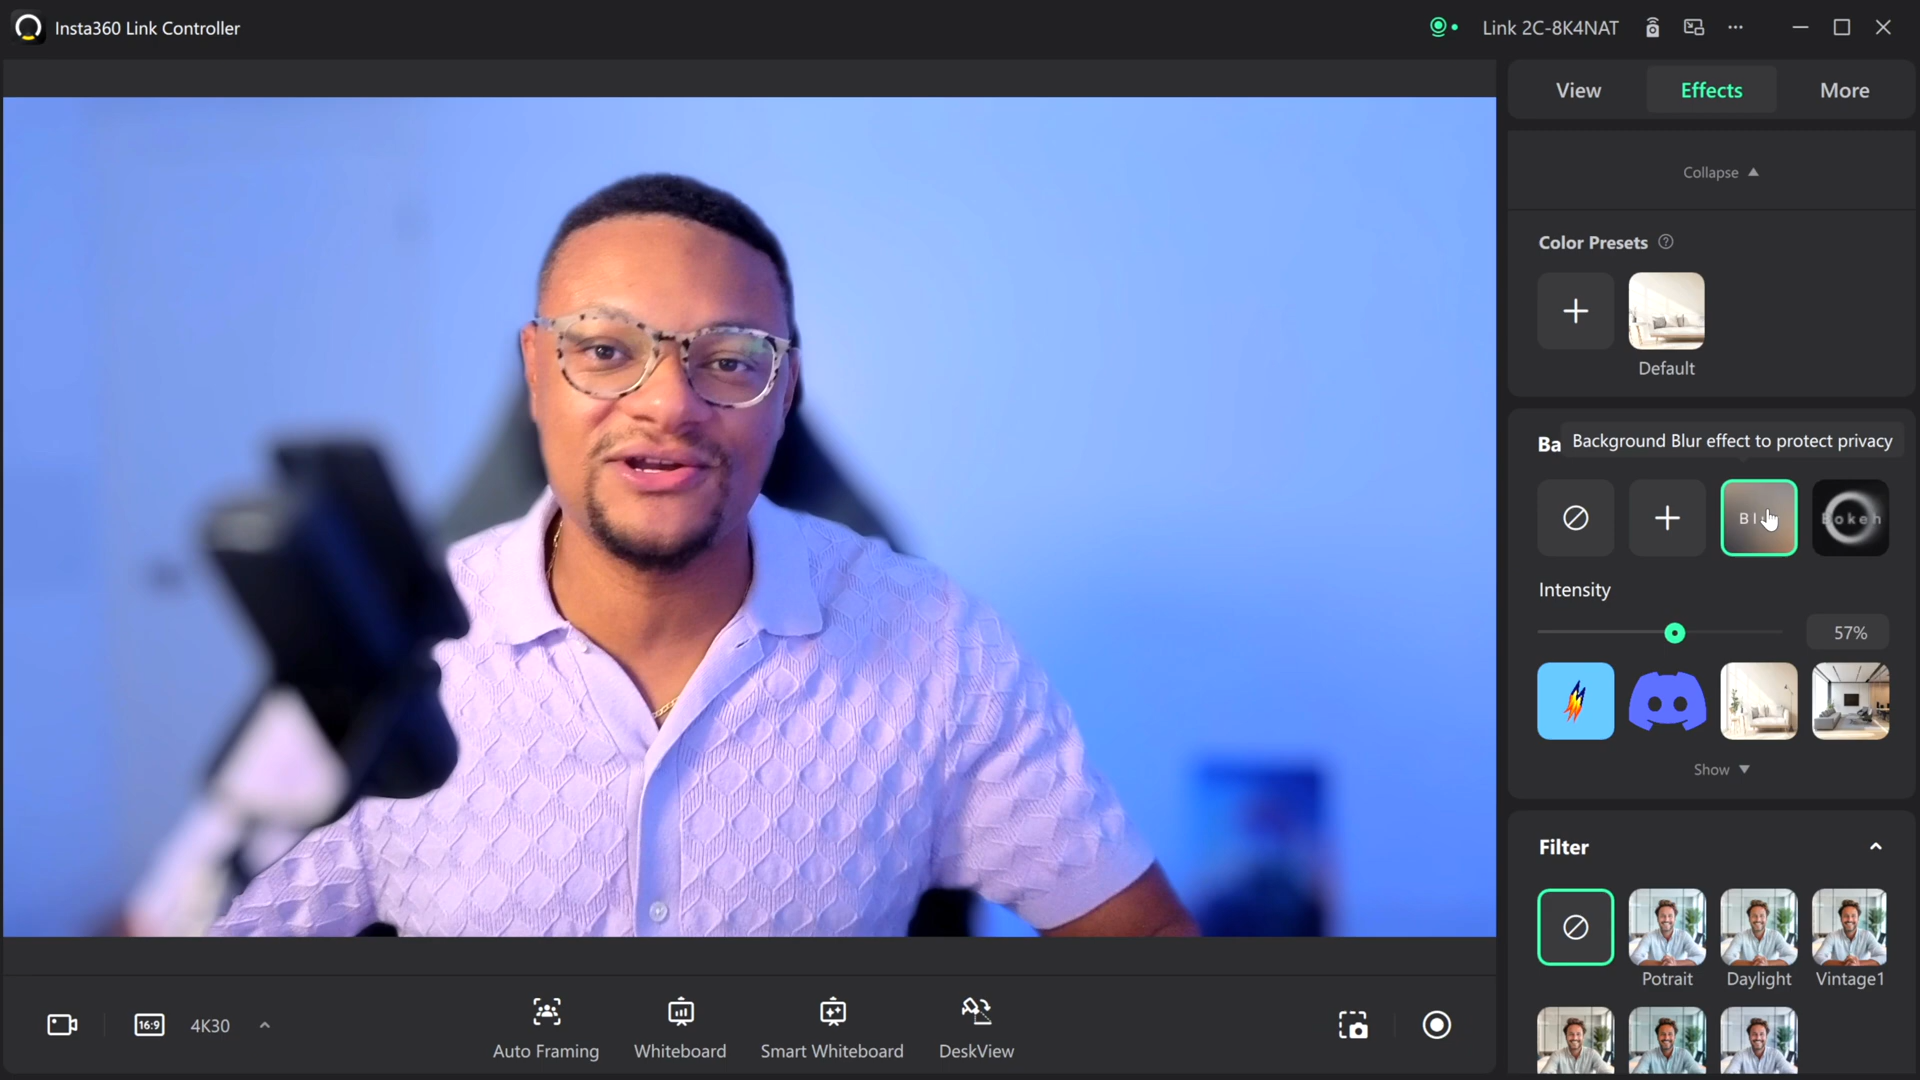 Insta360 Link Controller
Link 2C-8K4NAT
View
Effects
More
Collapse
Color Presets
Default
Ba
Background Blur effect to protect privacy
Bokeh
Intensity
57%
Show
Filter
Potrait
Daylight
Vintage1
16:9
4K30
Auto Framing
Whiteboard
Smart Whiteboard
DeskView